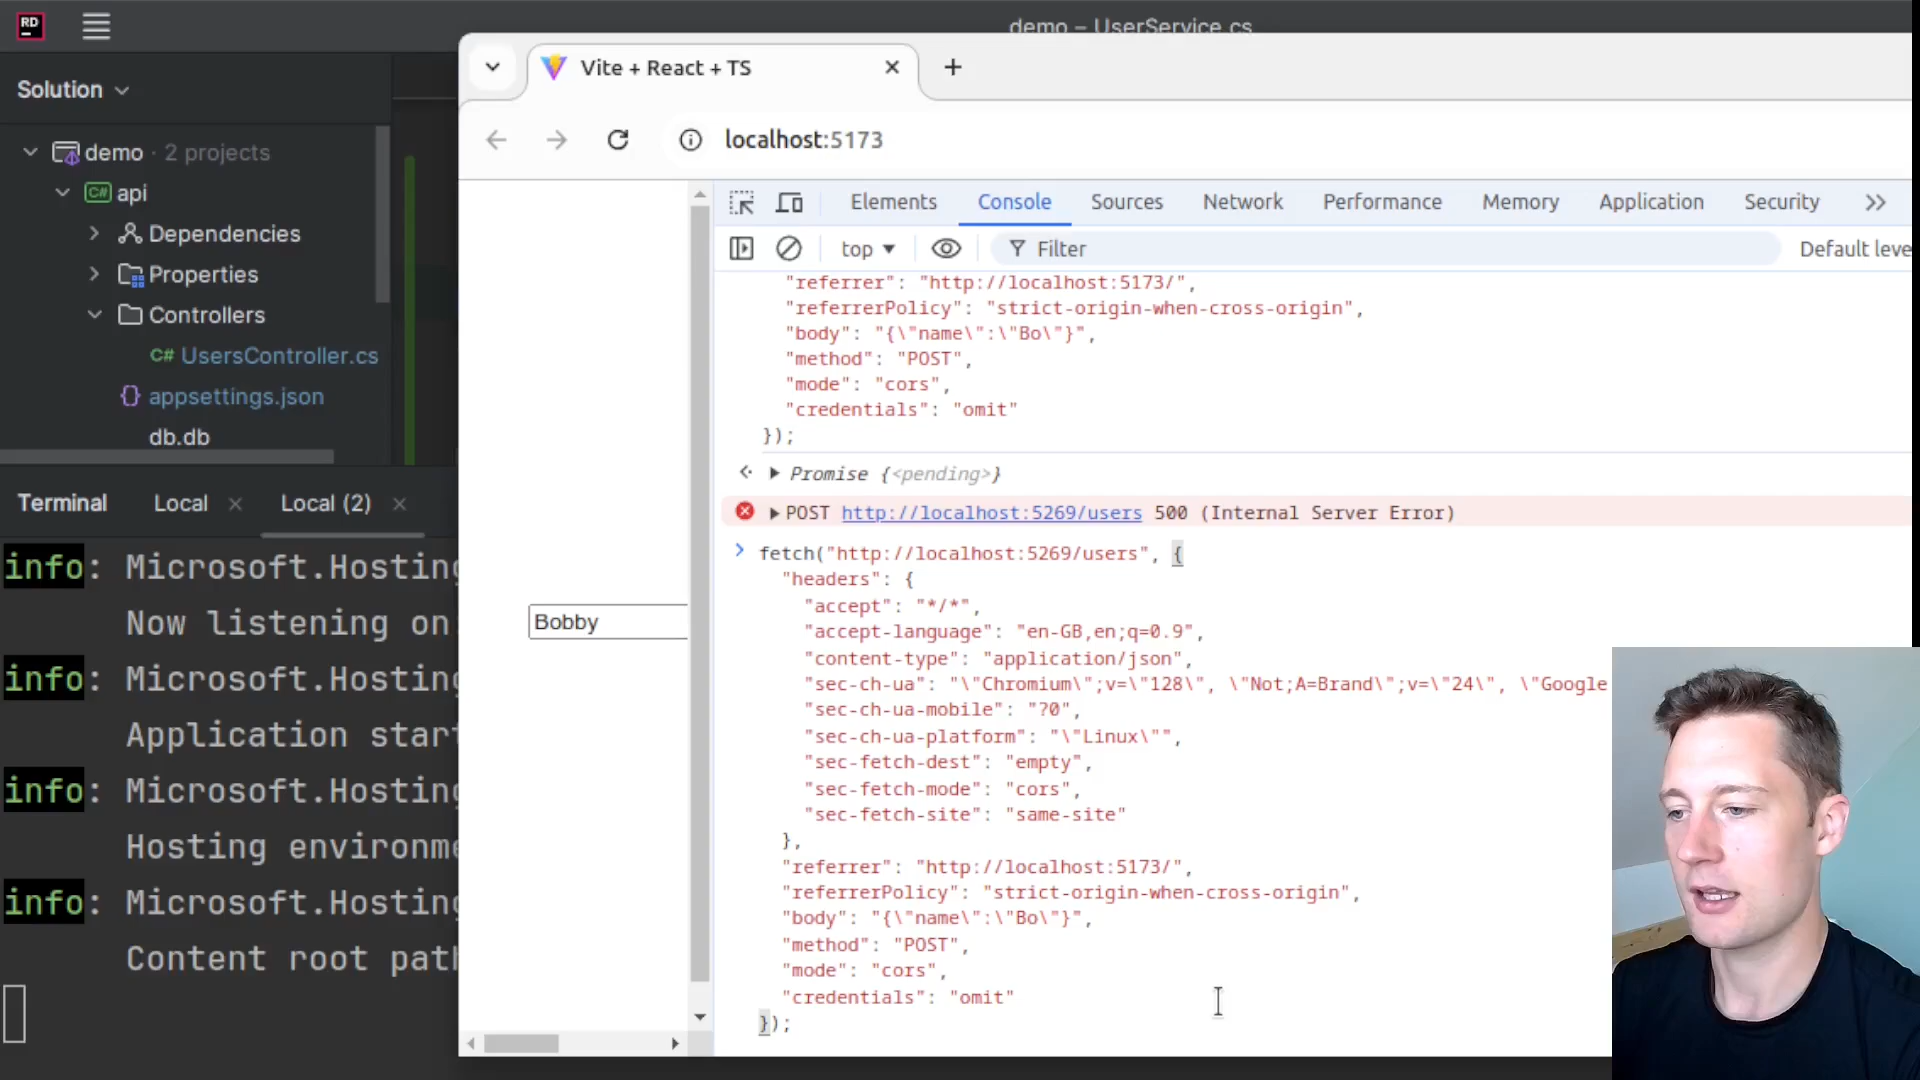 RD
demo – UserService.cs
Solution
demo · 2 projects
C# api
Dependencies
Properties
Controllers
C# UsersController.cs
{} appsettings.json
db.db
Terminal
Local
Local (2)
info: Microsoft.Hosting
Now listening on
info: Microsoft.Hosting
Application start
info: Microsoft.Hosting
Hosting environme
info: Microsoft.Hosting
Content root path
Vite + React + TS
localhost:5173
Bobby
Elements
Console
Sources
Network
Performance
Memory
Application
Security
top
Filter
Default leve
"referrer": "http://localhost:5173/",
"referrerPolicy": "strict-origin-when-cross-origin",
"body": "{\"name\":\"Bo\"}",
"method": "POST",
"mode": "cors",
"credentials": "omit"
});
Promise {<pending>}
POST http://localhost:5269/users 500 (Internal Server Error)
fetch("http://localhost:5269/users", {
"headers": {
"accept": "*/*",
"accept-language": "en-GB,en;q=0.9",
"content-type": "application/json",
"sec-ch-ua": "\"Chromium\";v=\"128\", \"Not;A=Brand\";v=\"24\", \"Google
"sec-ch-ua-mobile": "?0",
"sec-ch-ua-platform": "\"Linux\"",
"sec-fetch-dest": "empty",
"sec-fetch-mode": "cors",
"sec-fetch-site": "same-site"
},
"referrer": "http://localhost:5173/",
"referrerPolicy": "strict-origin-when-cross-origin",
"body": "{\"name\":\"Bo\"}",
"method": "POST",
"mode": "cors",
"credentials": "omit"
});